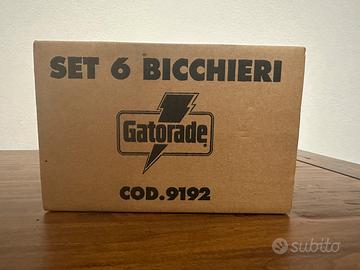 SET 6 BICCHIERI
Gatorade®
COD.9192
subito